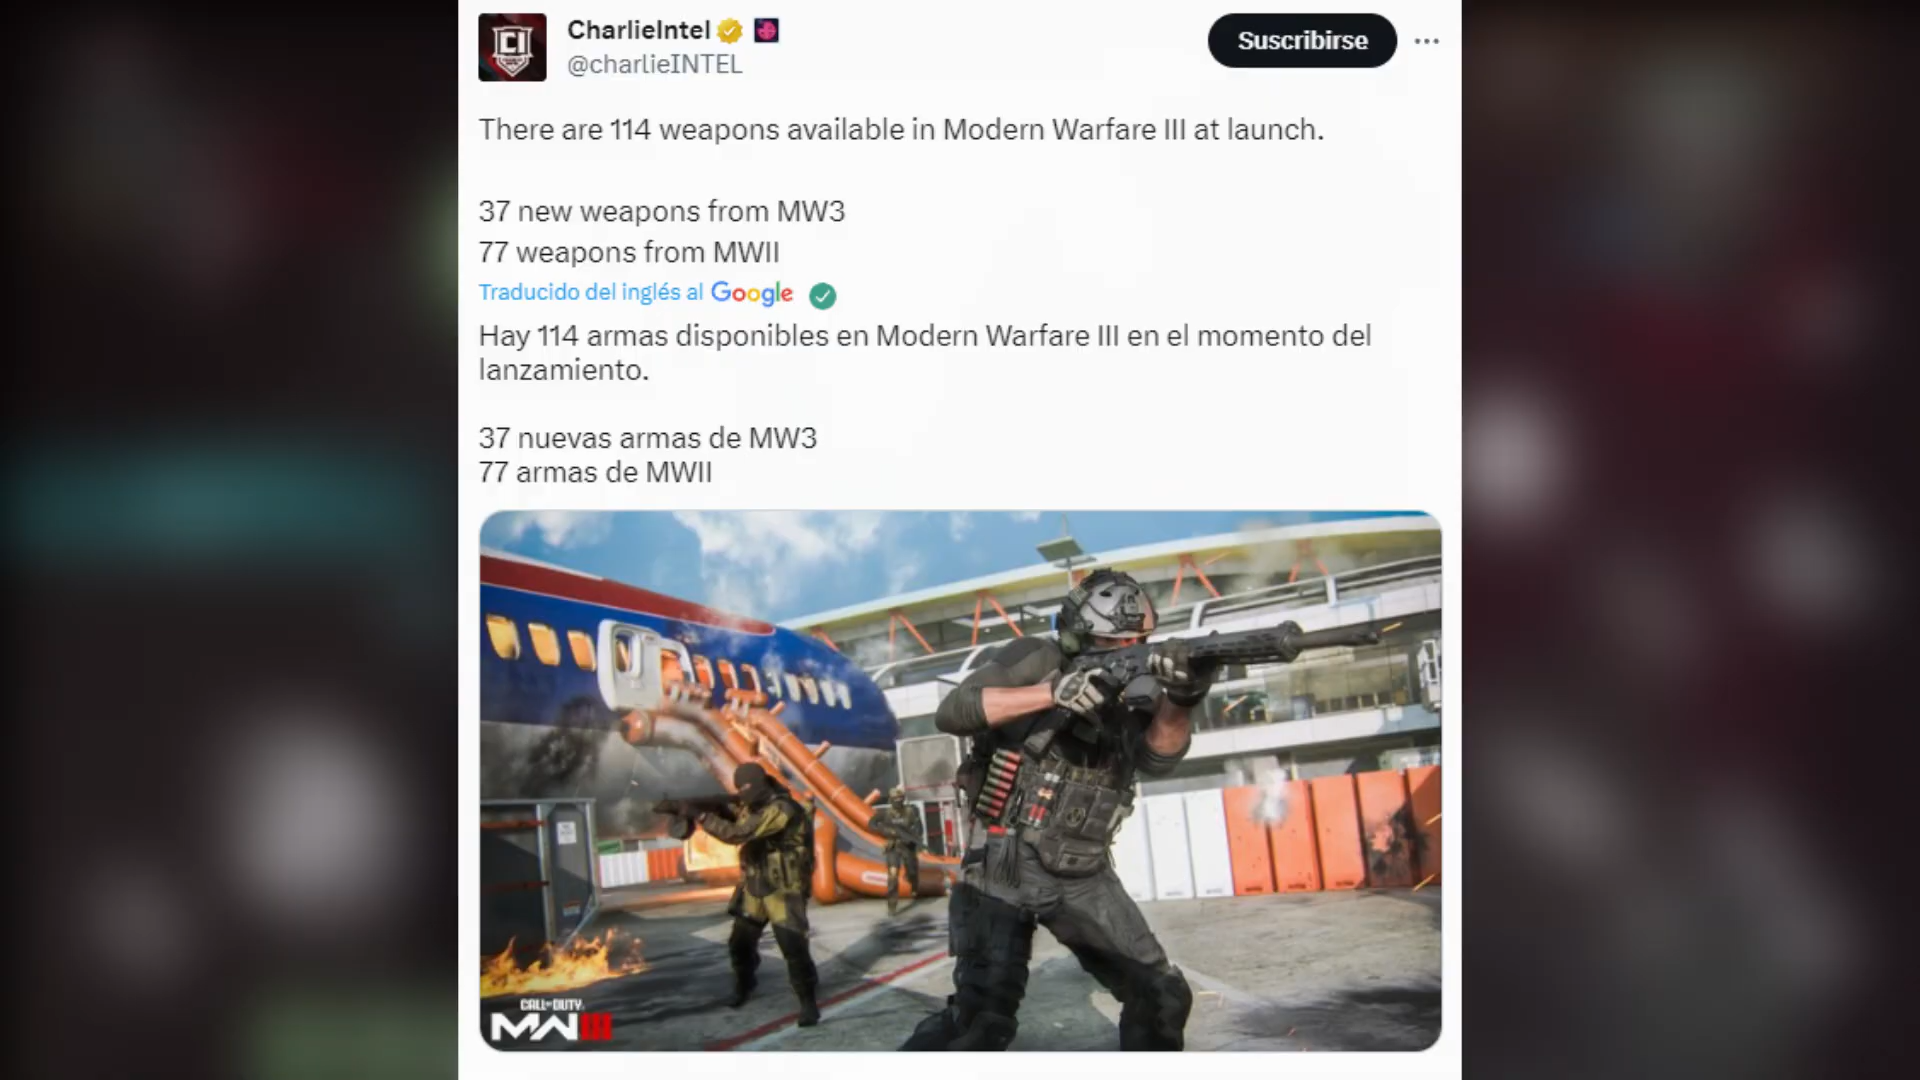 CharlieIntel
@charlieINTEL
Suscribirse
There are 114 weapons available in Modern Warfare III at launch.
37 new weapons from MW3
77 weapons from MWII
Traducido del inglés al Google
Hay 114 armas disponibles en Modern Warfare III en el momento del
lanzamiento.
37 nuevas armas de MW3
77 armas de MWII
CALL OF DUTY
MWIII